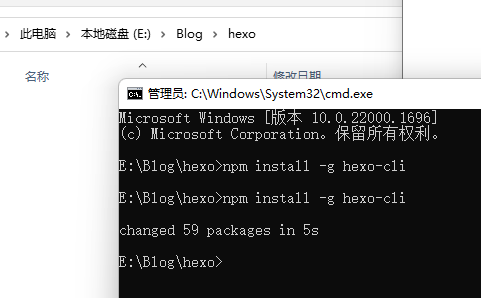 此电脑 > 本地磁盘 (E:) > Blog > hexo
名称 修改日期
管理员: C:\Windows\System32\cmd.exe
Microsoft Windows [版本 10.0.22000.1696]
(c) Microsoft Corporation。保留所有权利。
E:\Blog\hexo>npm install -g hexo-cli
E:\Blog\hexo>npm install -g hexo-cli
changed 59 packages in 5s
E:\Blog\hexo>